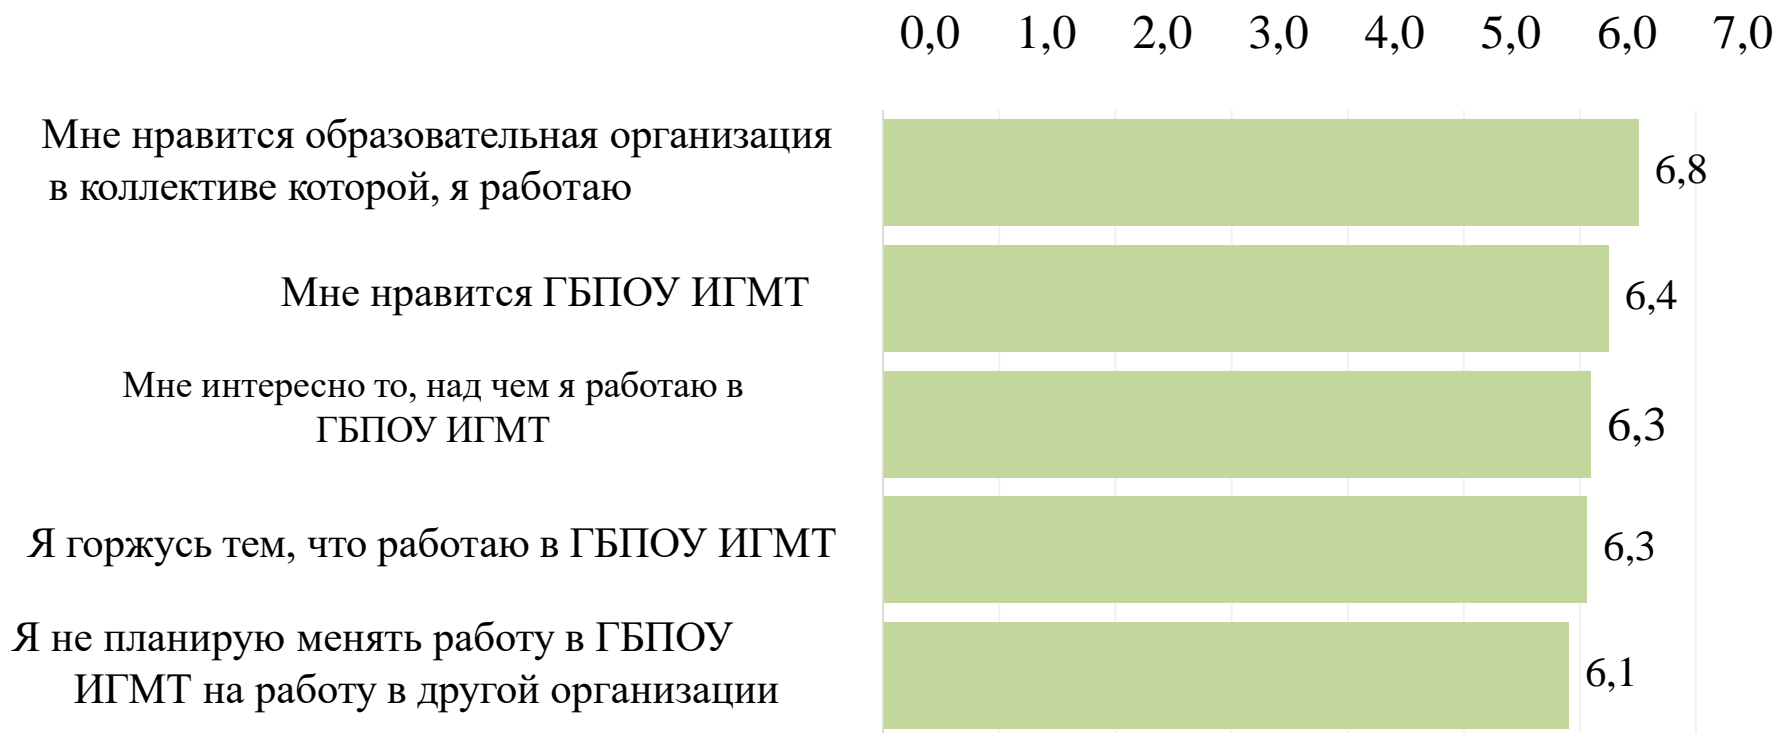 0,0 1,0 2,0 3,0 4,0 5,0 6,0 7,0
Мне нравится образовательная организация
в коллективе которой, я работаю
6,8
Мне нравится ГБПОУ ИГМТ
6,4
Мне интересно то, над чем я работаю в
ГБПОУ ИГМТ
6,3
Я горжусь тем, что работаю в ГБПОУ ИГМТ
6,3
Я не планирую менять работу в ГБПОУ
ИГМТ на работу в другой организации
6,1